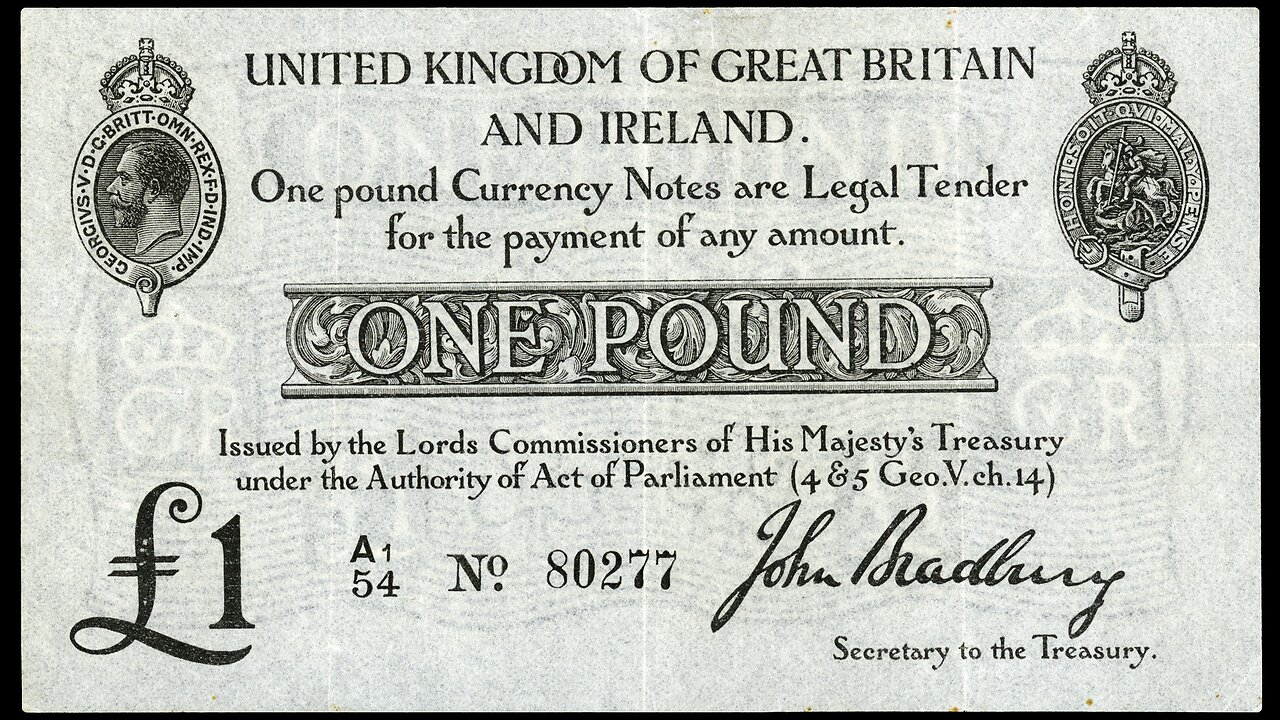 UNITED KINGDOM OF GREAT BRITAIN
AND IRELAND.
GEORGIVS·V·D·G·BRITT·OMN·REX·F·D·IND·IMP·
HONI·SOIT·QVI·MAL·Y·PENSE
One pound Currency Notes are Legal Tender
for the payment of any amount.
ONE POUND
Issued by the Lords Commissioners of His Majesty's Treasury
under the Authority of Act of Parliament (4 & 5 Geo.V.ch.14)
£1
A1
54
No. 80277
John Bradbury
Secretary to the Treasury.